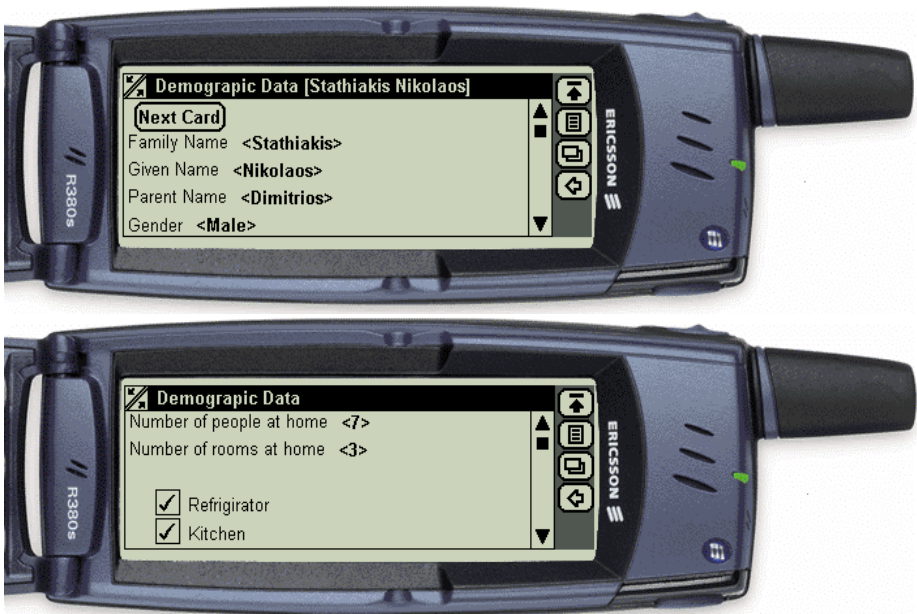 Demograpic Data [Stathiakis Nikolaos]
Next Card
Family Name <Stathiakis>
Given Name <Nikolaos>
Parent Name <Dimitrios>
Gender <Male>
R380s
ERICSSON
Demograpic Data
Number of people at home <7>
Number of rooms at home <3>
Refrigirator
Kitchen
R380s
ERICSSON